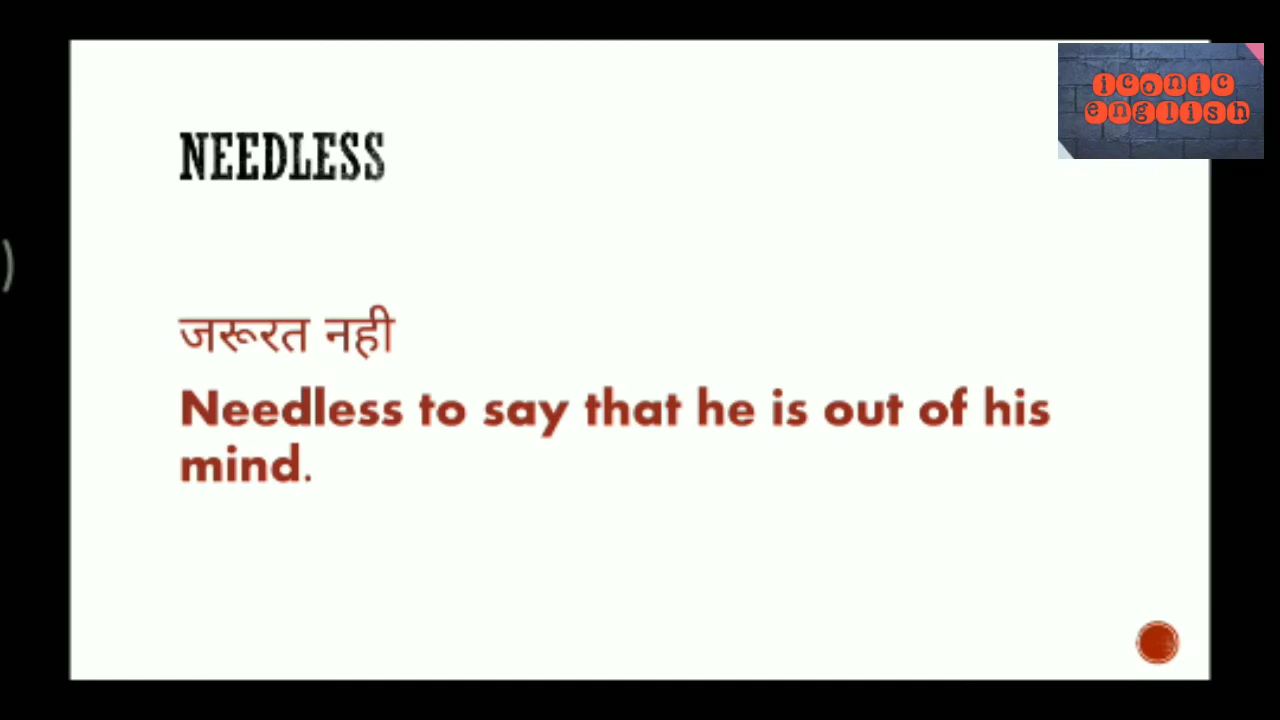 iconic
english
NEEDLESS
जरूरत नही
Needless to say that he is out of his
mind.